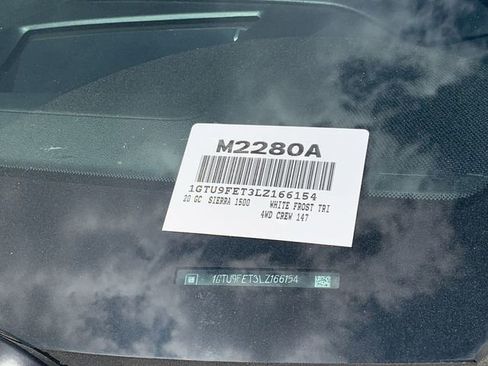 M2280A
1GTU9FET3LZ166154
20 GC SIERRA 1500 WHITE FROST TRI
4WD CREW 147
1GTU9FET3LZ166154